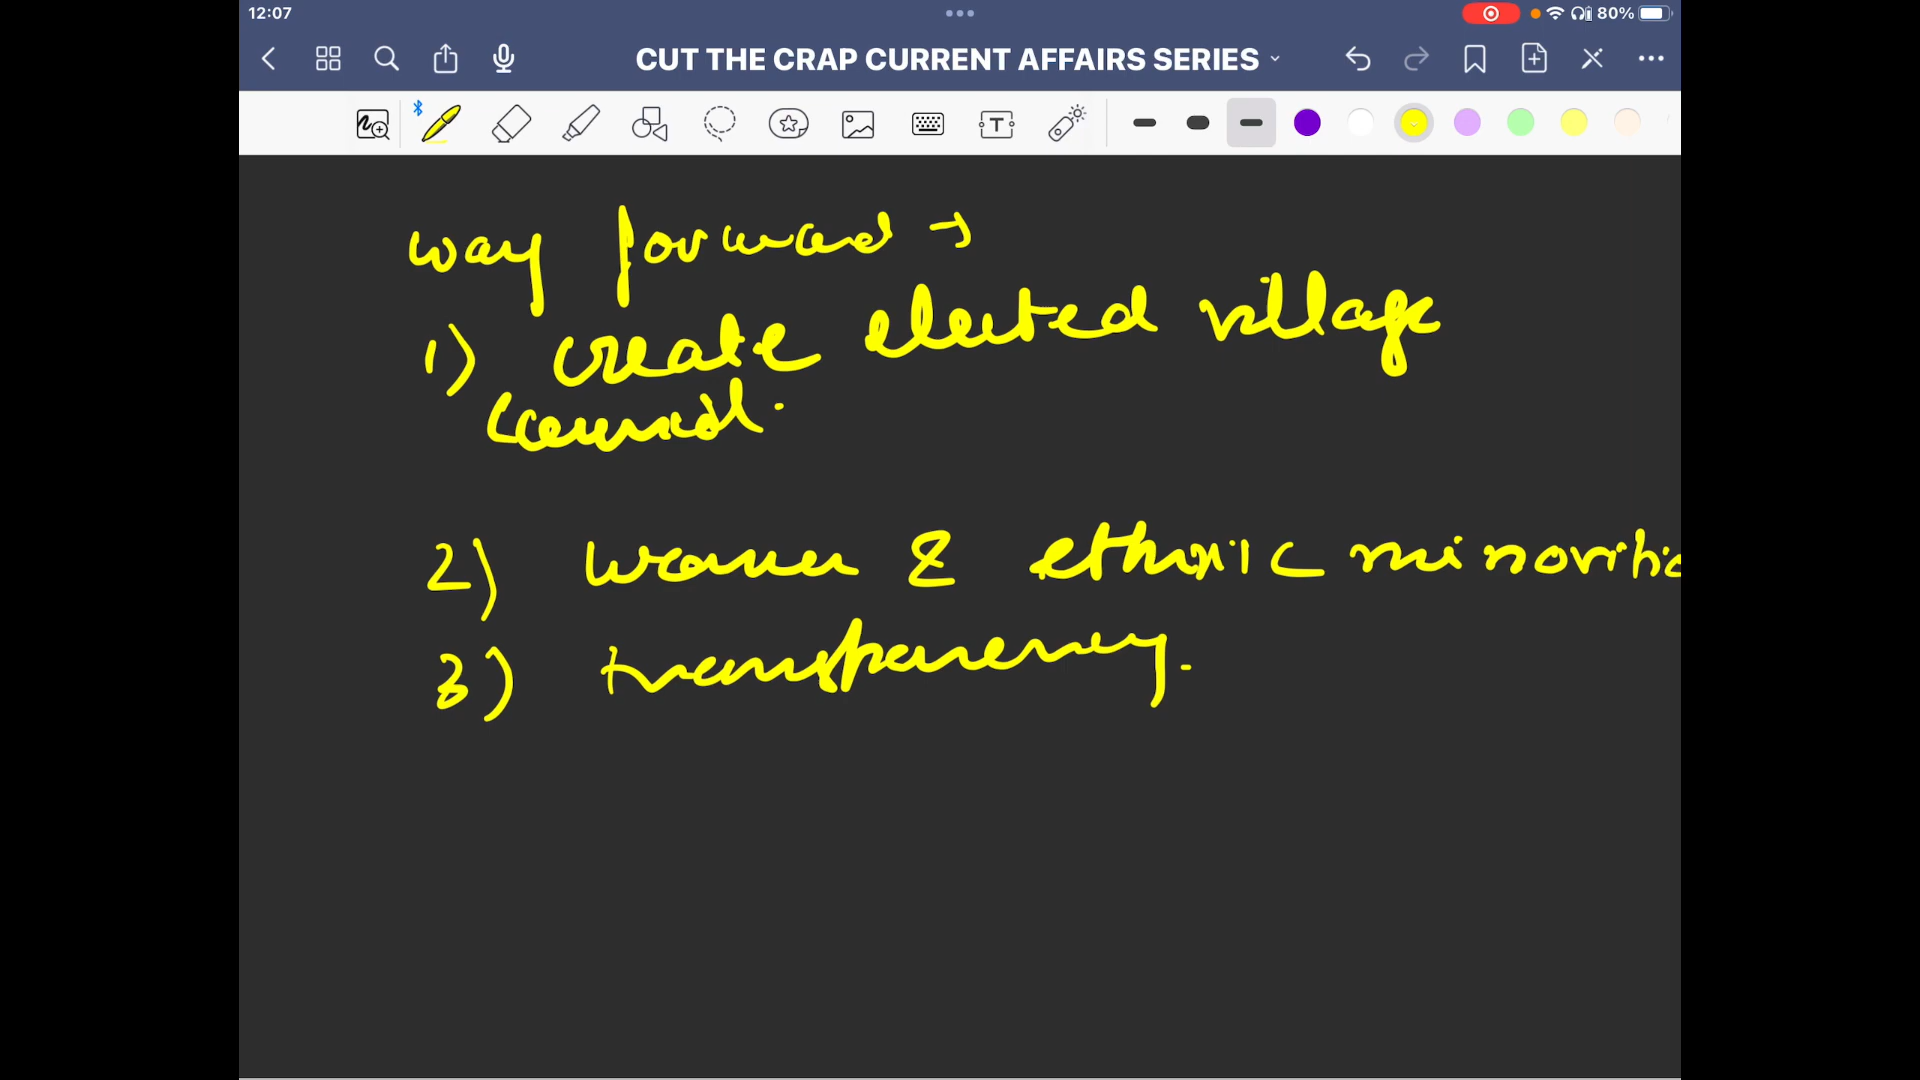 12:07
80%
CUT THE CRAP CURRENT AFFAIRS SERIES
T
way forward →
1) create elected village
council.
2) women & ethnic minoritie
3) transparency.